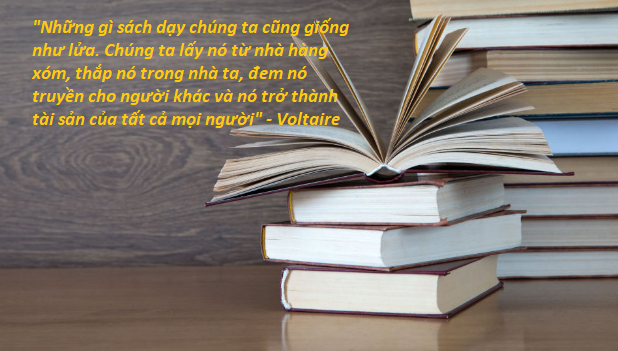 "Những gì sách dạy chúng ta cũng giống
như lửa. Chúng ta lấy nó từ nhà hàng
xóm, thắp nó trong nhà ta, đem nó
truyền cho người khác và nó trở thành
tài sản của tất cả mọi người" - Voltaire